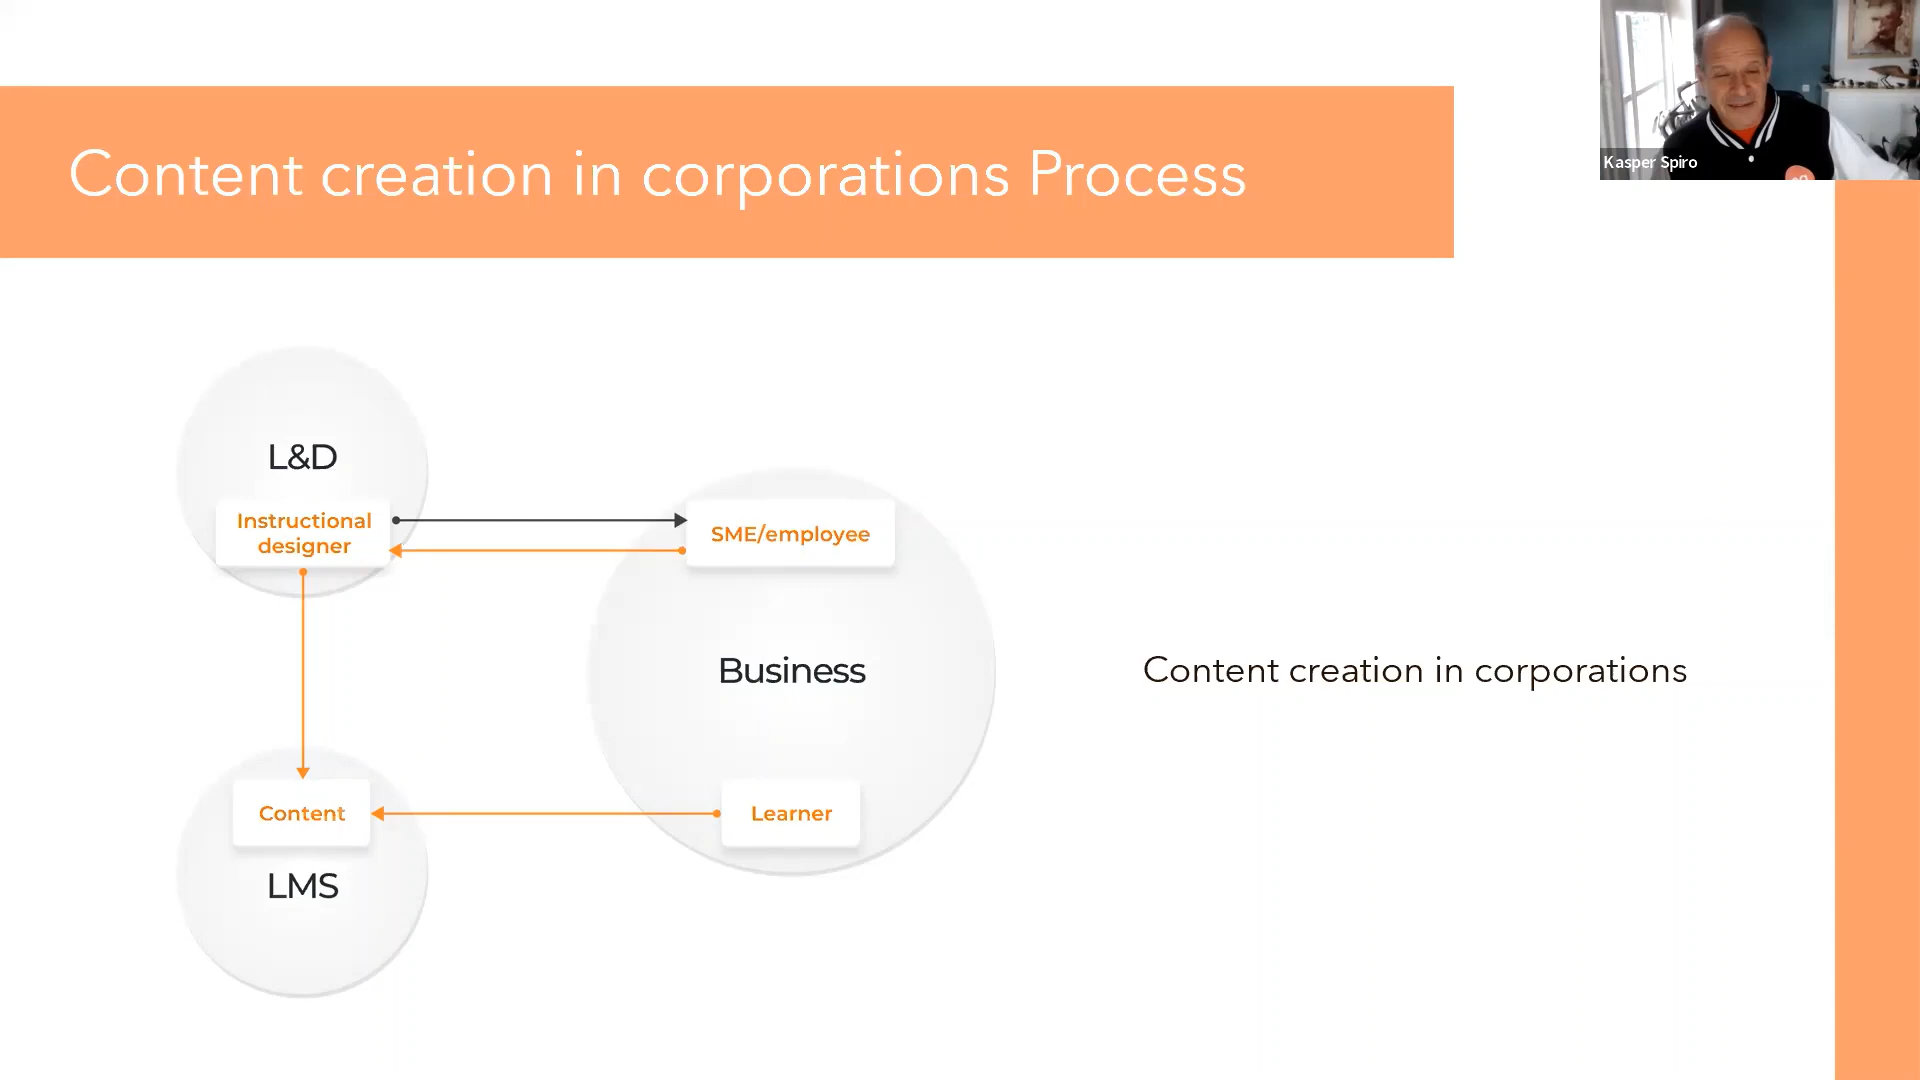 Content creation in corporations Process
Kasper Spiro
L&D
Instructional
designer
SME/employee
Business
Content creation in corporations
Content
Learner
LMS